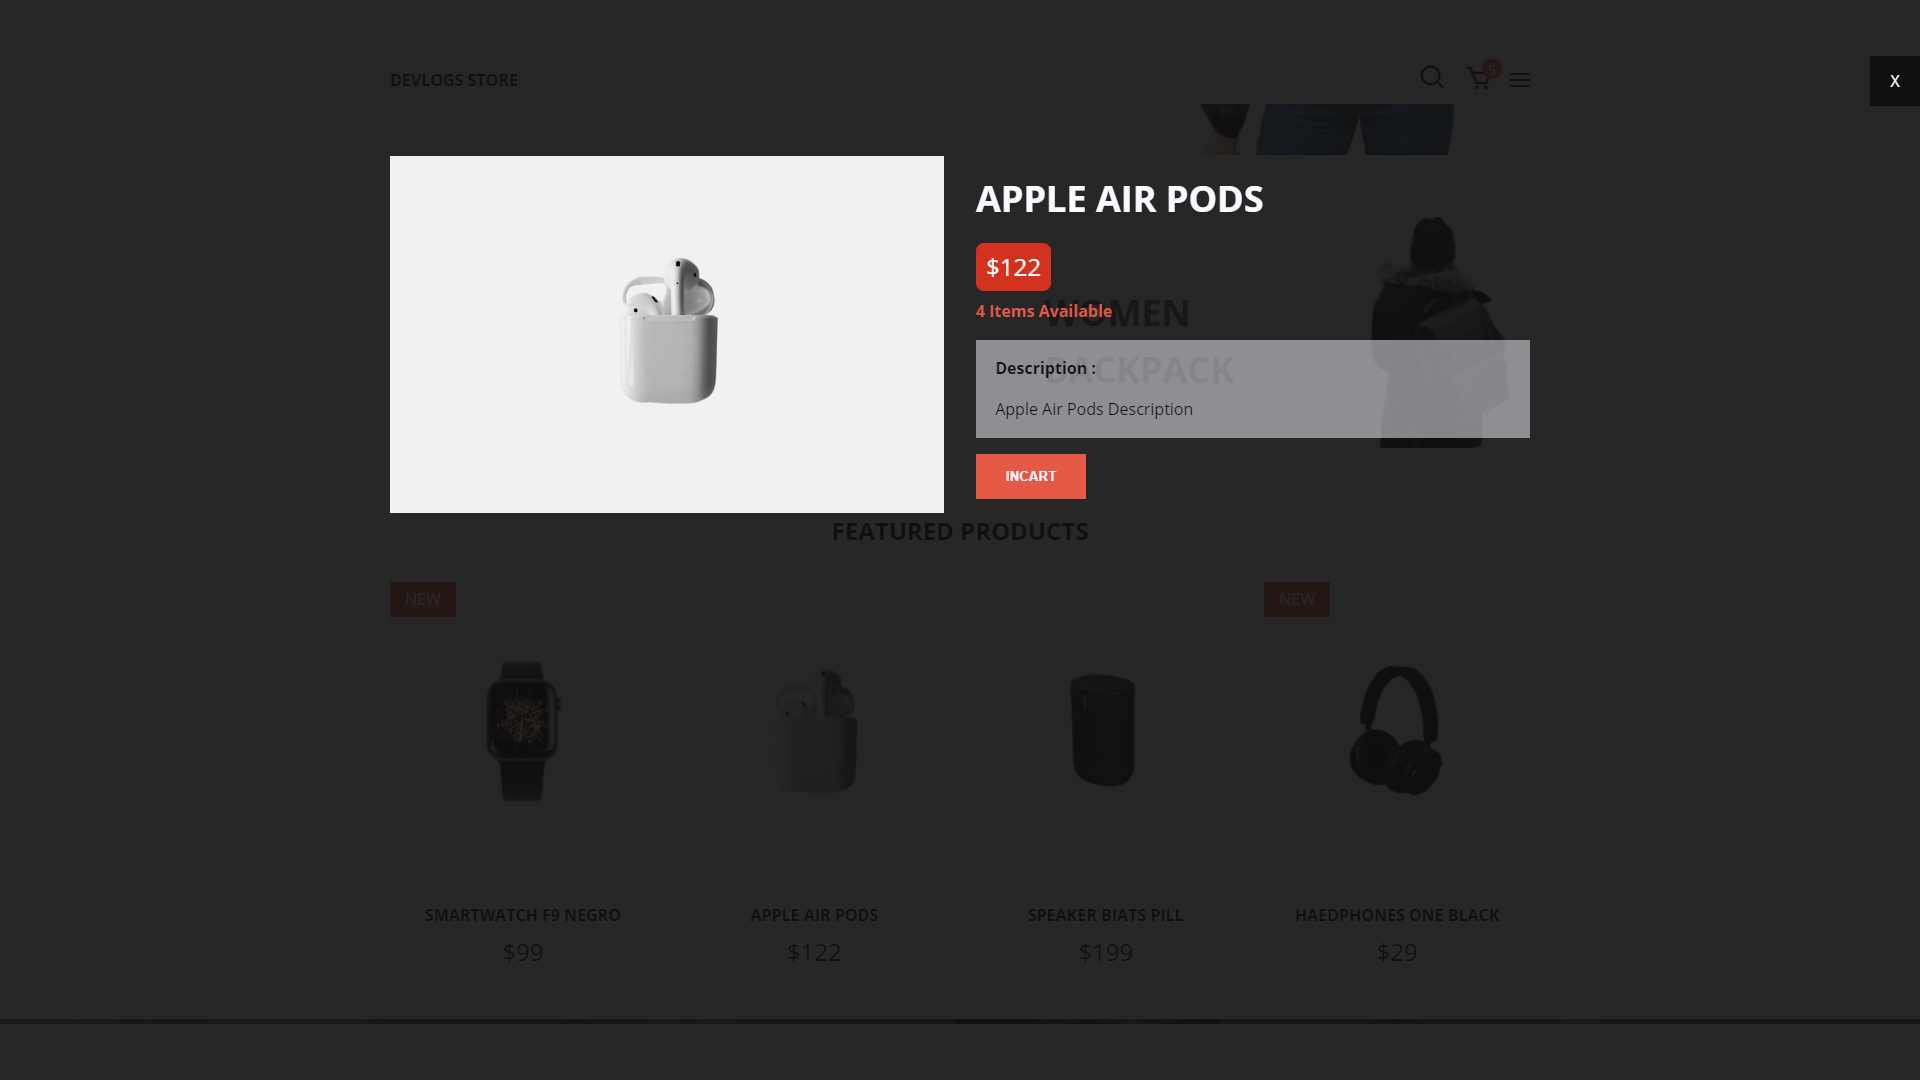 DEVLOGS STORE
5
X
APPLE AIR PODS
$122
4 Items Available
WOMEN
BACKPACK
Description :
Apple Air Pods Description
INCART
FEATURED PRODUCTS
NEW
NEW
SMARTWATCH F9 NEGRO
APPLE AIR PODS
SPEAKER BIATS PILL
HAEDPHONES ONE BLACK
$99
$122
$199
$29